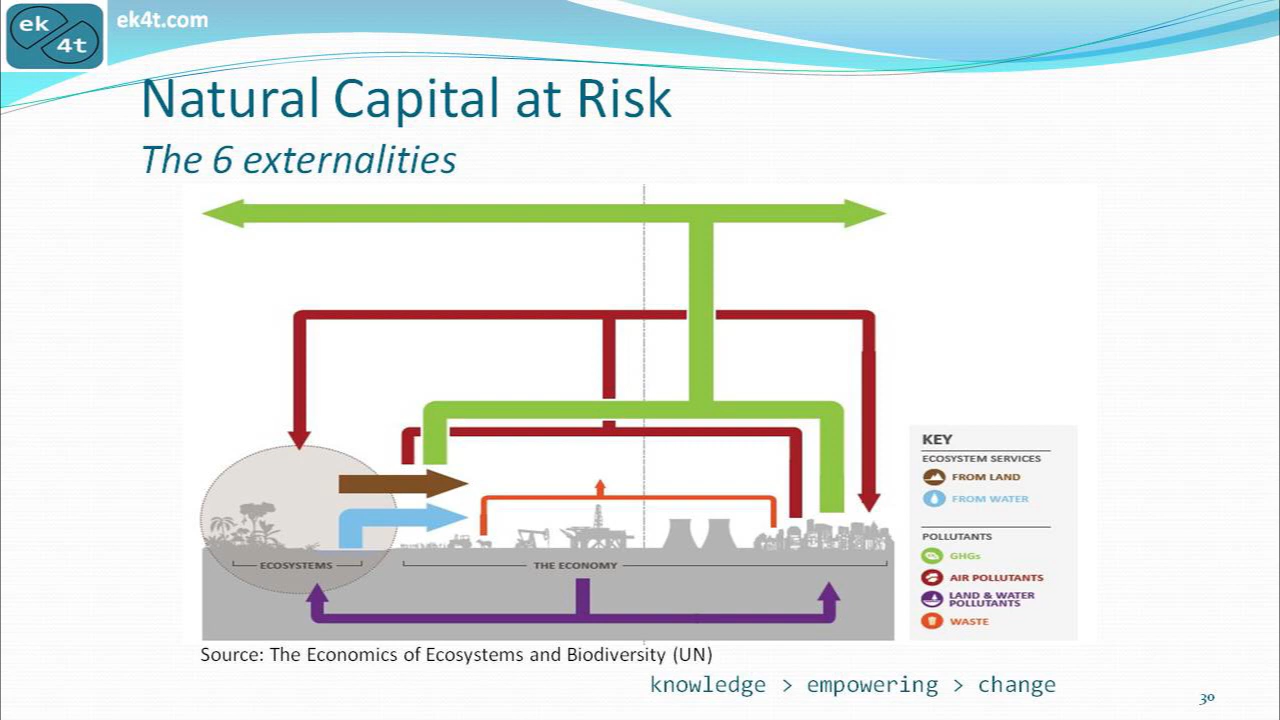 ek
4t
ek4t.com
Natural Capital at Risk
The 6 externalities
ECOSYSTEMS
THE ECONOMY
KEY
ECOSYSTEM SERVICES
FROM LAND
FROM WATER
POLLUTANTS
GHGs
AIR POLLUTANTS
LAND & WATER
POLLUTANTS
WASTE
Source: The Economics of Ecosystems and Biodiversity (UN)
knowledge > empowering > change
30